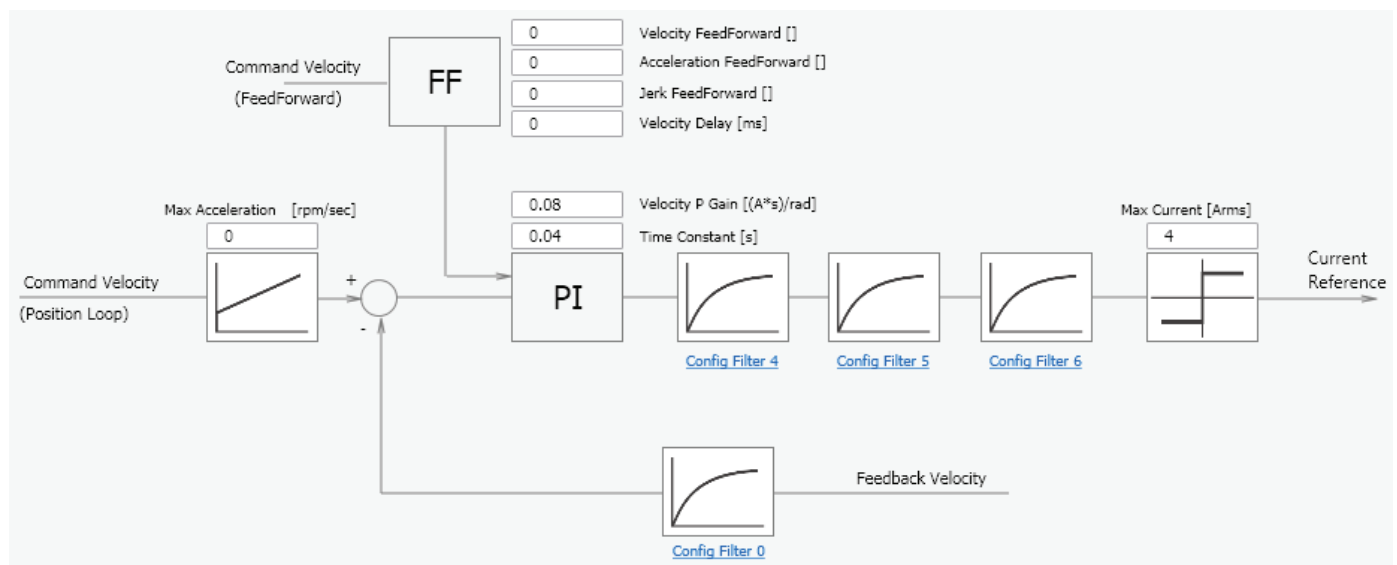 0
Velocity FeedForward []
Command Velocity
(FeedForward)
FF
0
Acceleration FeedForward []
0
Jerk FeedForward []
0
Velocity Delay [ms]
0.08
Velocity P Gain [(A*s)/rad]
0.04
Time Constant [s]
Max Acceleration [rpm/sec]
0
Max Current [Arms]
4
Command Velocity
(Position Loop)
+
-
PI
Current
Reference
Config Filter 4
Config Filter 5
Config Filter 6
Feedback Velocity
Config Filter 0